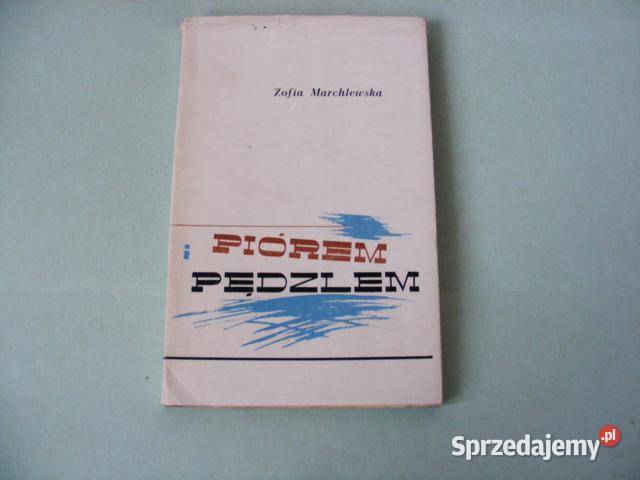 Zofia Marchlewska
PIÓREM
i PĘDZLEM
Sprzedajemy.pl